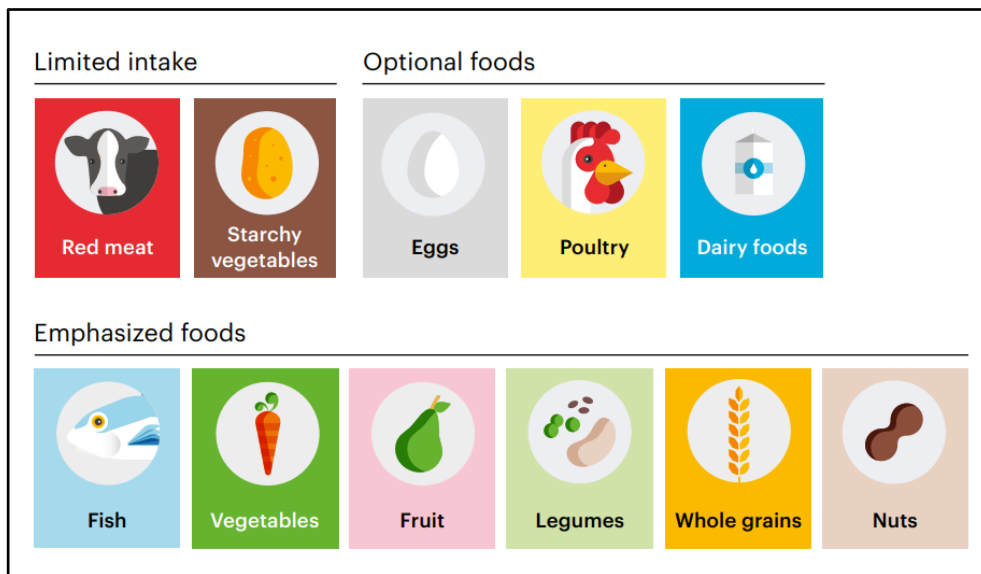 Limited intake
Optional foods
Red meat
Starchy
vegetables
Eggs
Poultry
Dairy foods
Emphasized foods
Fish
Vegetables
Fruit
Legumes
Whole grains
Nuts